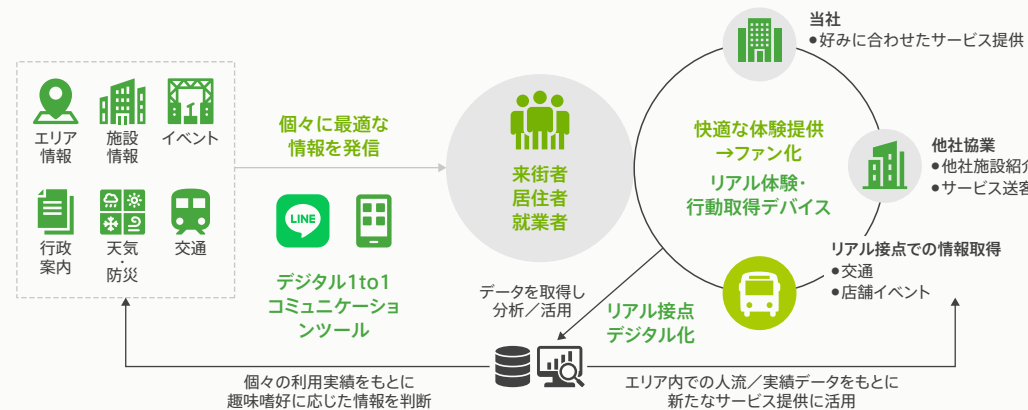 エリア
情報
施設
情報
イベント
行政
案内
天気
・
防災
交通
個々に最適な
情報を発信
LINE
デジタル1to1
コミュニケーショ
ンツール
来街者
居住者
就業者
快適な体験提供
→ファン化
リアル体験・
行動取得デバイス
当社
●好みに合わせたサービス提供
他社協業
●他社施設紹介
●サービス送客
リアル接点での情報取得
●交通
●店舗イベント
データを取得し
分析／活用
リアル接点
デジタル化
個々の利用実績をもとに
趣味嗜好に応じた情報を判断
エリア内での人流／実績データをもとに
新たなサービス提供に活用